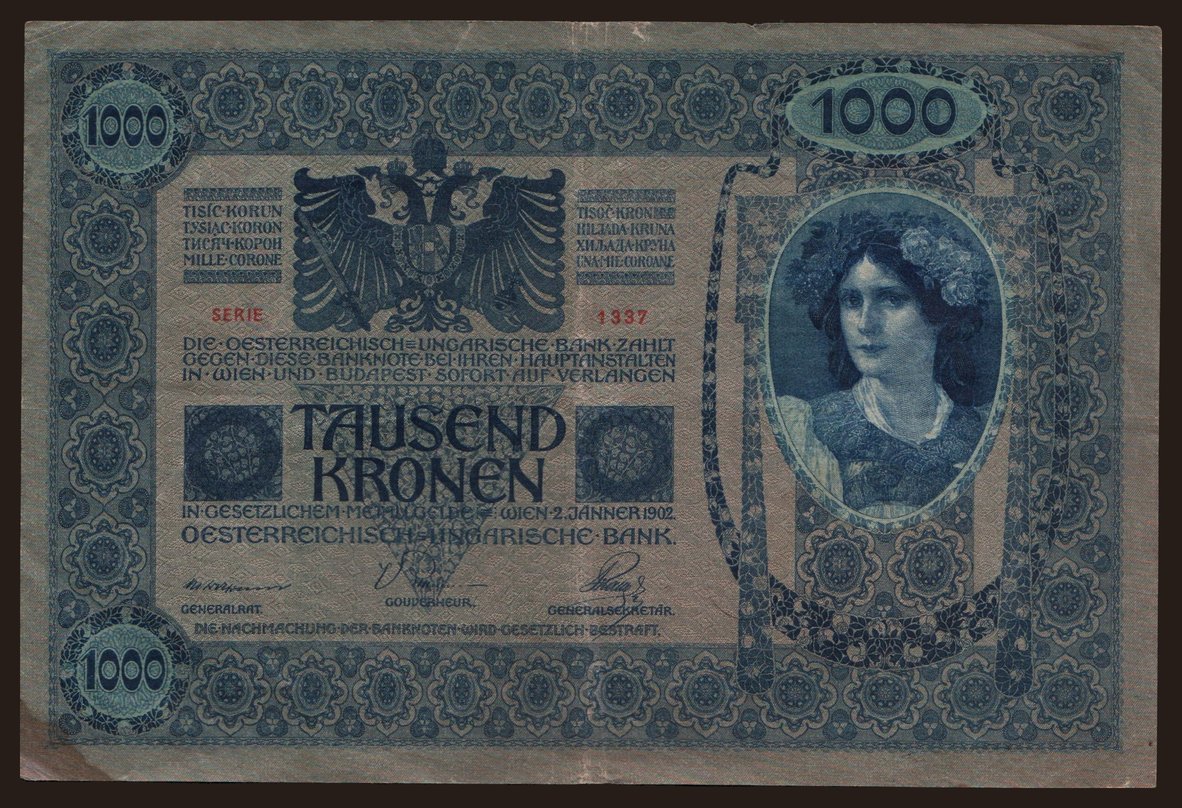 1000
1000
TISÍC·KORUN
TYSIĄC·KORON
ТИСЯЧ·КОРОН
MILLE·CORONE
TISOČ·KRON
HILJADA·KRUNA
ХИЉАДА·КРУНА
UNA·MIE·COROANE
SERIE 1337
DIE·OESTERREICHISCH=UNGARISCHE·BANK·ZAHLT
GEGEN·DIESE·BANKNOTE·BEI·IHREN·HAUPTANSTALTEN
IN·WIEN·UND·BUDAPEST·SOFORT·AUF·VERLANGEN
TAUSEND
KRONEN
IN·GESETZLICHEM·METALLGELDE=WIEN·2·JÄNNER 1902.
OESTERREICHISCH=UNGARISCHE·BANK.
GENERALRAT.
GOUVERNEUR.
GENERALSEKRETÄR.
DIE·NACHMACHUNG·DER·BANKNOTEN·WIRD·GESETZLICH·BESTRAFT.
1000